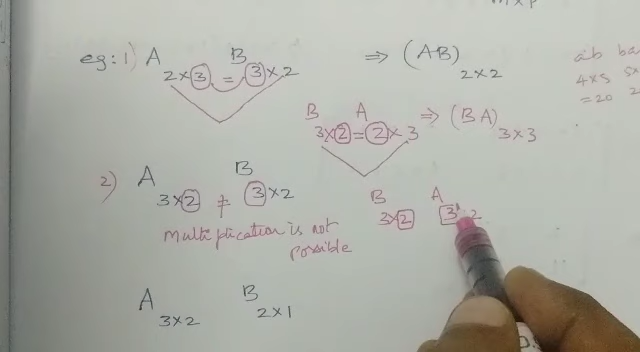 mxp
eg: 1) A 2×3 = B 3×2 ⇒ (AB) 2×2
ab ba
4×5 5×
=20 2
B 3×2 = A 2×3 ⇒ (BA) 3×3
2) A 3×2 ≠ B 3×2
B 3×2 A 3×2
Multiplication is not
possible
A 3×2 B 2×1